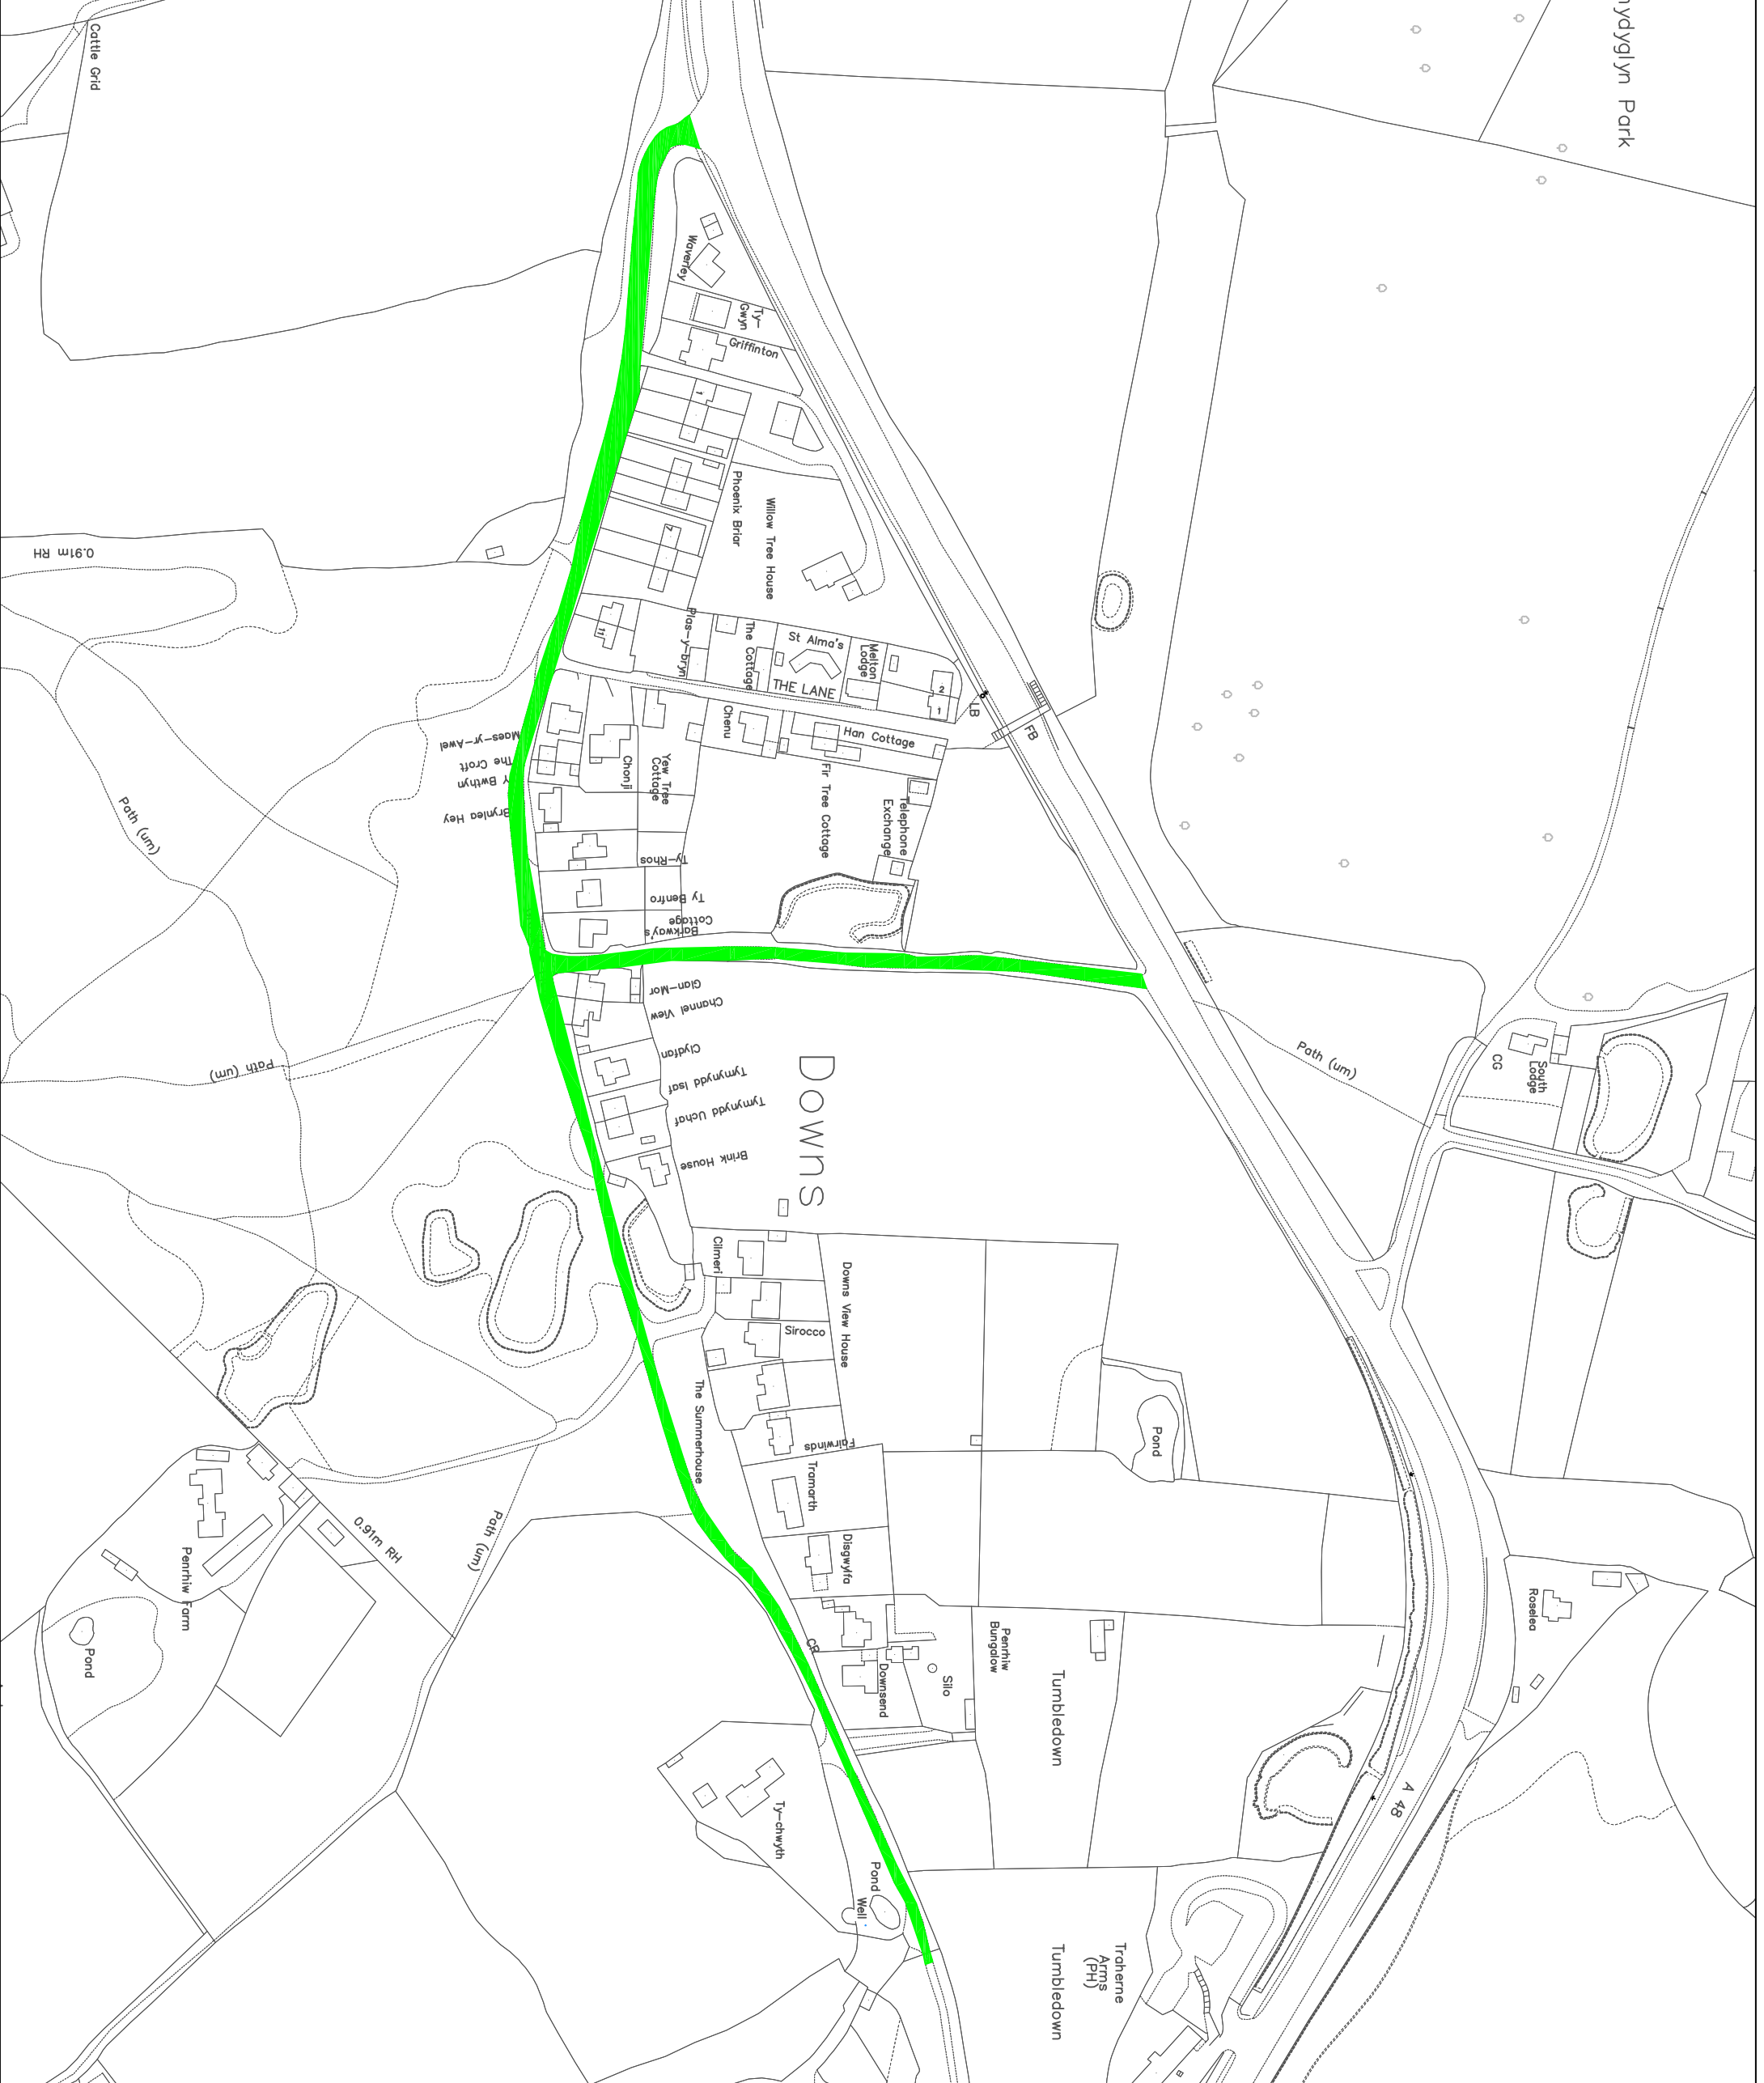 Cattle Grid
Waverley
Ty-
Gwyn
Griffinton
1
Phoenix Briar
Willow Tree House
7
0.91m RH
11
Plas-y-bryn
The Cottage
St Alma's
Melton
Lodge
THE LANE
2
1
LB
FB
Chenu
Han Cottage
Maes-yr-Awel
The Croft
Y Bwthyn
Brynlea Hey
Chonji
Yew Tree
Cottage
Fir Tree Cottage
Telephone
Exchange
Path (um)
Ty-Rhos
Ty Benfro
Barkway's
Cottage
Glan-Mor
Channel View
Clydfan
Tymynydd Isaf
Tymynydd Uchaf
Brink House
Downs
Path (um)
Path (um)
CG
South
Lodge
Cilmeri
Downs View House
Sirocco
The Summerhouse
Fairwinds
Tramarth
Disgwylfa
Pond
Path (um)
0.91m RH
Penrhiw Farm
Pond
CR
Downsend
Silo
Penrhiw
Bungalow
Tumbledown
Roselea
A 48
Ty-chwyth
Pond
Well
Traherne
Arms
(PH)
Tumbledown